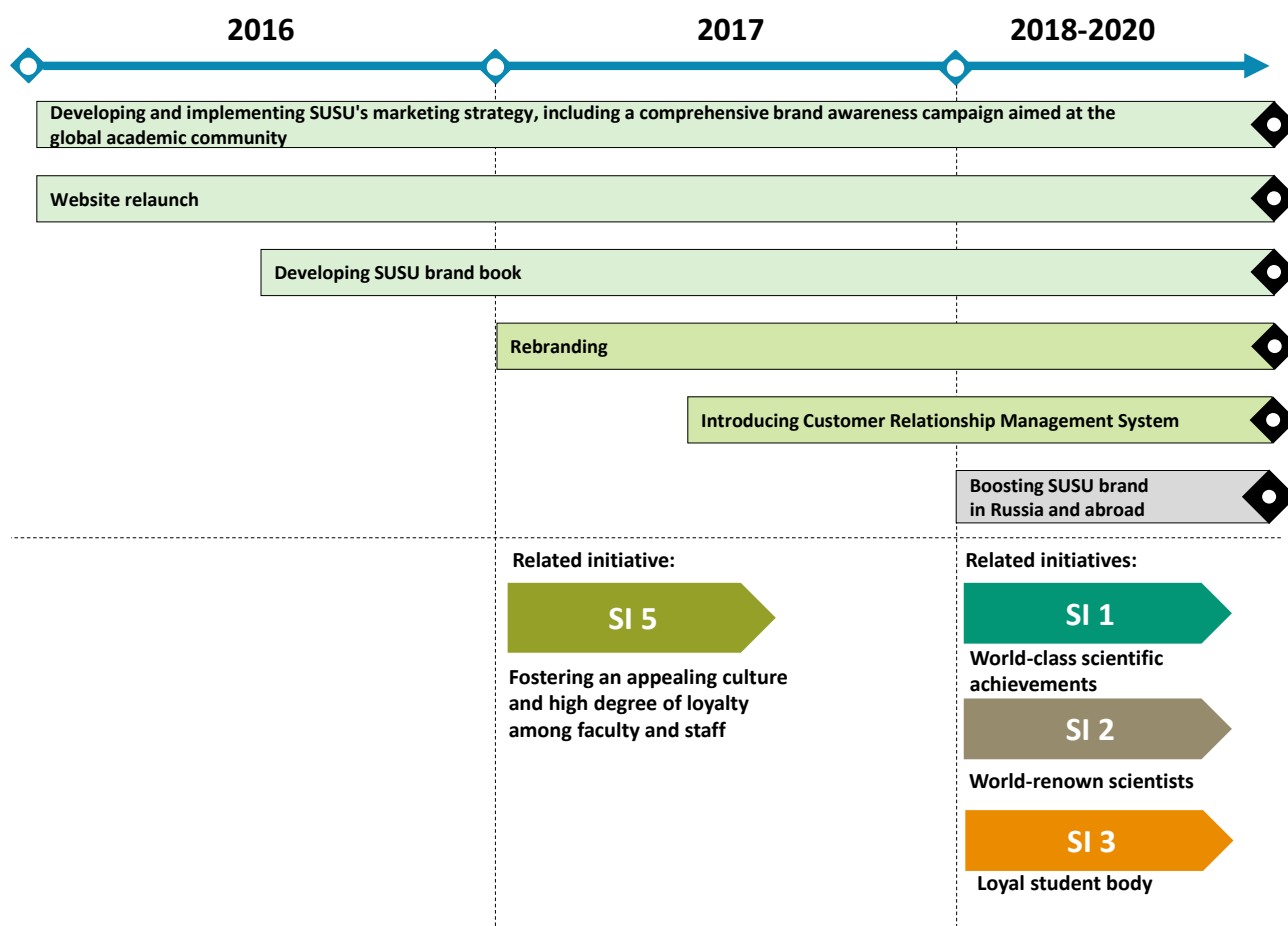 2016
2017
2018-2020
Developing and implementing SUSU's marketing strategy, including a comprehensive brand awareness campaign aimed at the
global academic community
Website relaunch
Developing SUSU brand book
Rebranding
Introducing Customer Relationship Management System
Boosting SUSU brand
in Russia and abroad
Related initiative:
SI 5
Fostering an appealing culture
and high degree of loyalty
among faculty and staff
Related initiatives:
SI 1
World-class scientific
achievements
SI 2
World-renown scientists
SI 3
Loyal student body